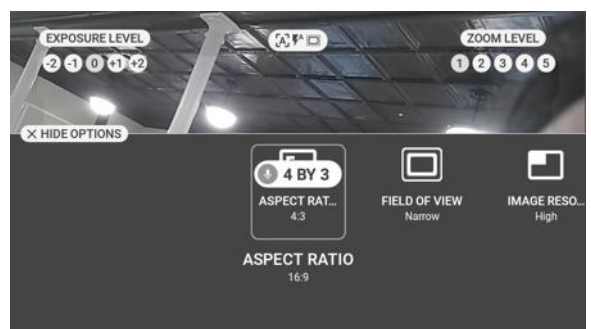 EXPOSURE LEVEL
-2 -1 0 +1 +2
[A] A
ZOOM LEVEL
1 2 3 4 5
× HIDE OPTIONS
4 BY 3
ASPECT RAT...
4:3
FIELD OF VIEW
Narrow
IMAGE RESO...
High
ASPECT RATIO
16:9